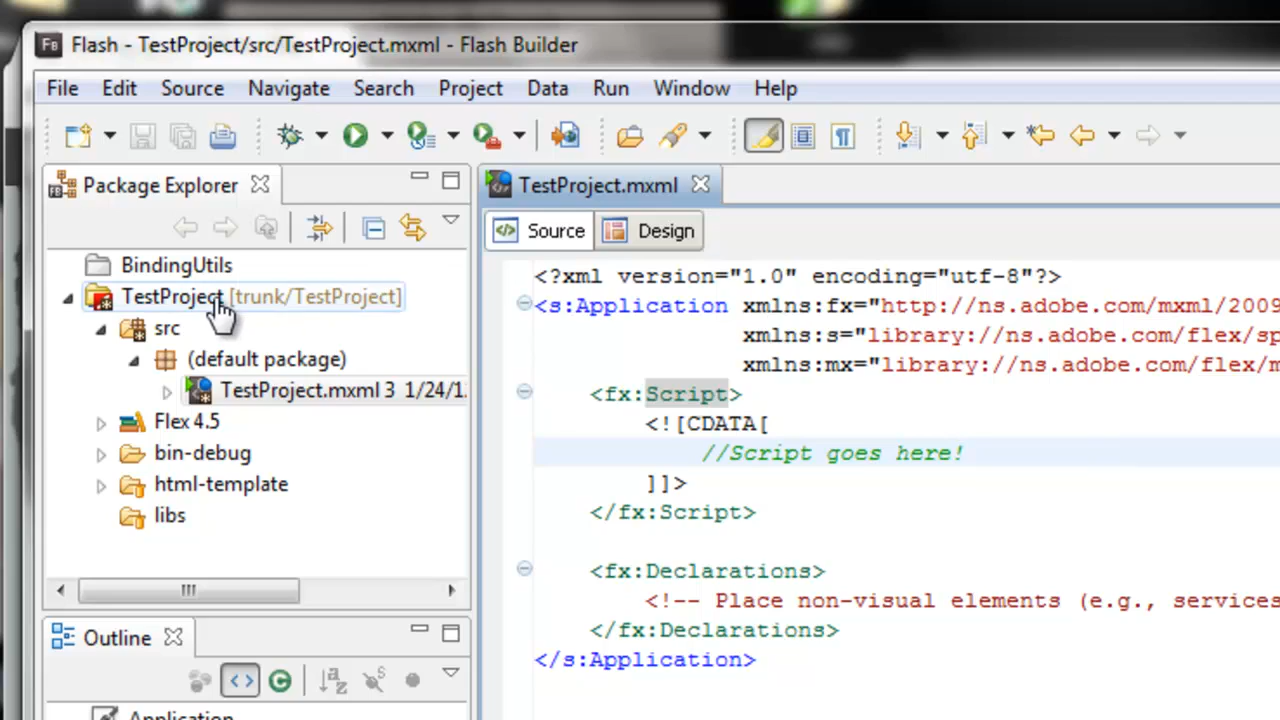 Fb Flash - TestProject/src/TestProject.mxml - Flash Builder
File Edit Source Navigate Search Project Data Run Window Help
Package Explorer
TestProject.mxml
Source Design
BindingUtils
TestProject [trunk/TestProject]
src
(default package)
TestProject.mxml 3 1/24/1
Flex 4.5
bin-debug
html-template
libs
<?xml version="1.0" encoding="utf-8"?>
<s:Application xmlns:fx="http://ns.adobe.com/mxml/2009
xmlns:s="library://ns.adobe.com/flex/sp
xmlns:mx="library://ns.adobe.com/flex/m
<fx:Script>
<![CDATA[
//Script goes here!
]]>
</fx:Script>
<fx:Declarations>
<!-- Place non-visual elements (e.g., services
</fx:Declarations>
</s:Application>
Outline
Application